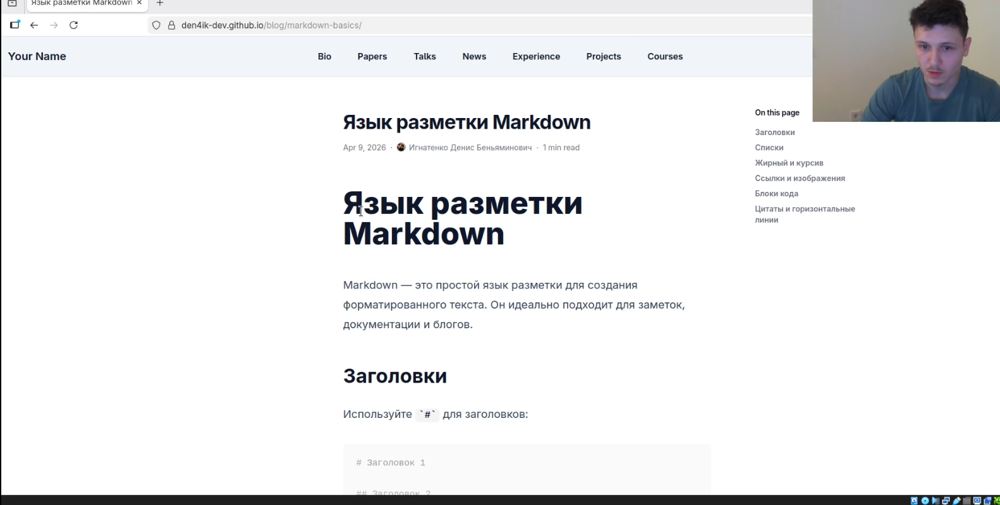 Язык разметки Markdown
den4ik-dev.github.io/blog/markdown-basics/
Your Name
Bio
Papers
Talks
News
Experience
Projects
Courses
Язык разметки Markdown
Apr 9, 2026 · Игнатенко Денис Беньяминович · 1 min read
Язык разметки
Markdown
Markdown — это простой язык разметки для создания
форматированного текста. Он идеально подходит для заметок,
документации и блогов.
Заголовки
Используйте `#` для заголовков:
# Заголовок 1
## Заголовок 2
On this page
Заголовки
Списки
Жирный и курсив
Ссылки и изображения
Блоки кода
Цитаты и горизонтальные
линии